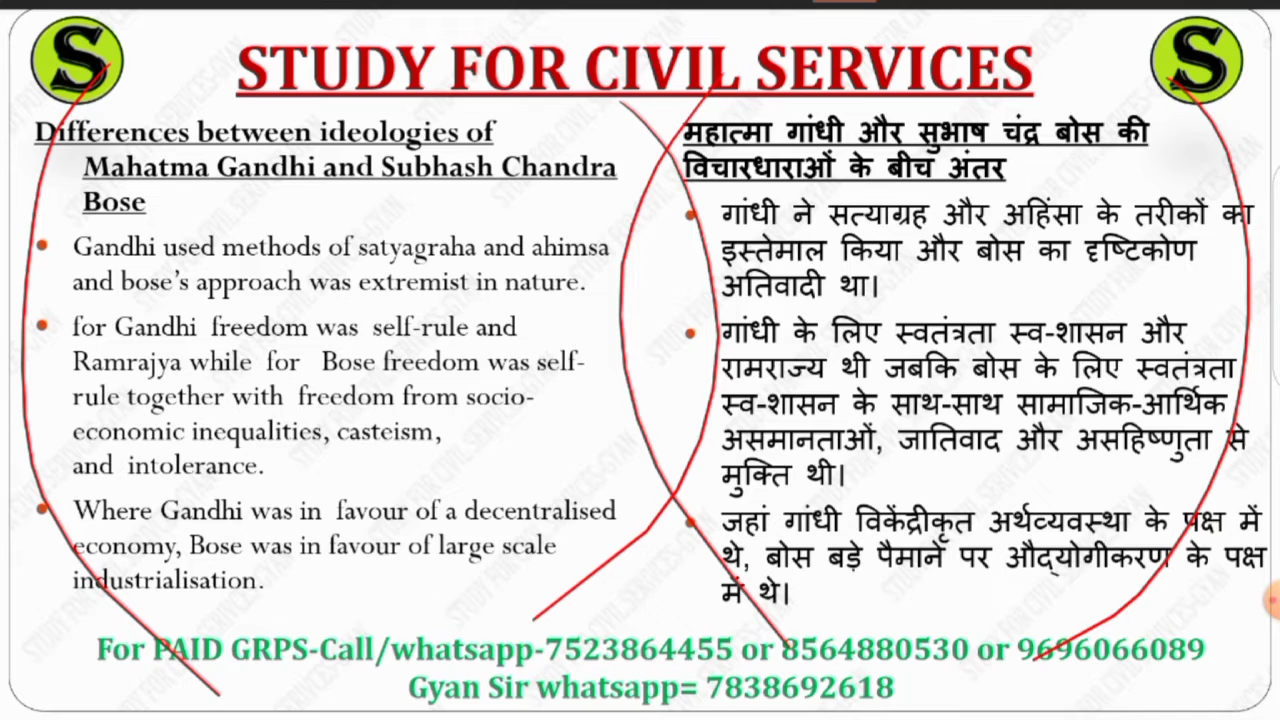 S
STUDY FOR CIVIL SERVICES
S
Differences between ideologies of
Mahatma Gandhi and Subhash Chandra
Bose
Gandhi used methods of satyagraha and ahimsa
and bose's approach was extremist in nature.
for Gandhi freedom was self-rule and
Ramrajya while for Bose freedom was self-
rule together with freedom from socio-
economic inequalities, casteism,
and intolerance.
Where Gandhi was in favour of a decentralised
economy, Bose was in favour of large scale
industrialisation.
महात्मा गांधी और सुभाष चंद्र बोस की
विचारधाराओं के बीच अंतर
गांधी ने सत्याग्रह और अहिंसा के तरीकों का
इस्तेमाल किया और बोस का दृष्टिकोण
अतिवादी था।
गांधी के लिए स्वतंत्रता स्व-शासन और
रामराज्य थी जबकि बोस के लिए स्वतंत्रता
स्व-शासन के साथ-साथ सामाजिक-आर्थिक
असमानताओं, जातिवाद और असहिष्णुता से
मुक्ति थी।
जहां गांधी विकेंद्रीकृत अर्थव्यवस्था के पक्ष में
थे, बोस बड़े पैमाने पर औद्योगीकरण के पक्ष
में थे।
For PAID GRPS-Call/whatsapp-7523864455 or 8564880530 or 9696066089
Gyan Sir whatsapp= 7838692618